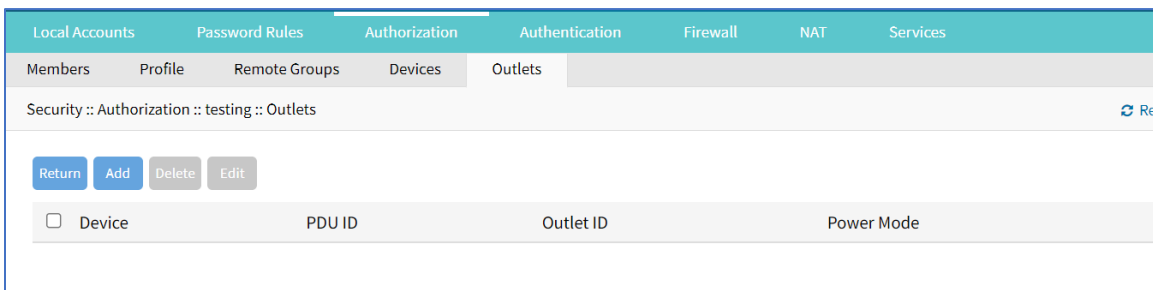 Local Accounts Password Rules Authorization Authentication Firewall NAT Services
Members Profile Remote Groups Devices Outlets
Security :: Authorization :: testing :: Outlets Re
Return Add Delete Edit
Device PDU ID Outlet ID Power Mode